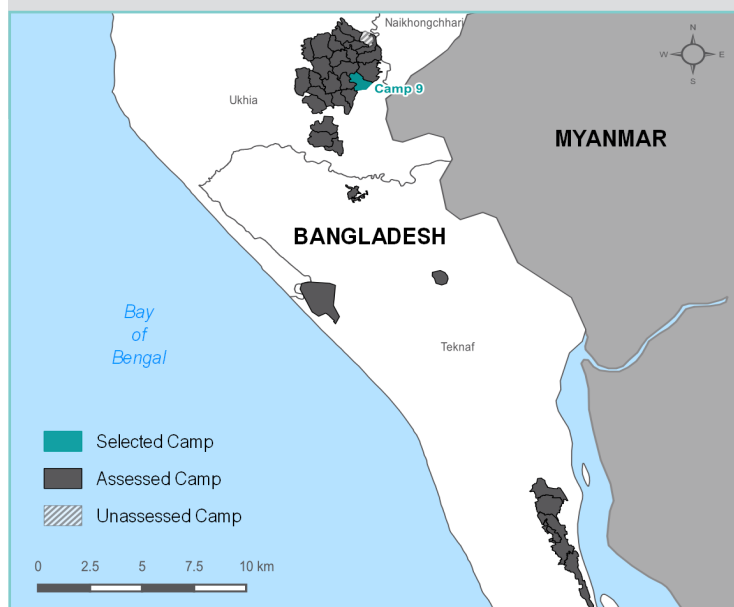 Naikhongchhari
N
W E
S
Camp 9
Ukhia
MYANMAR
BANGLADESH
Bay
of
Bengal
Teknaf
Selected Camp
Assessed Camp
Unassessed Camp
0 2.5 5 7.5 10 km